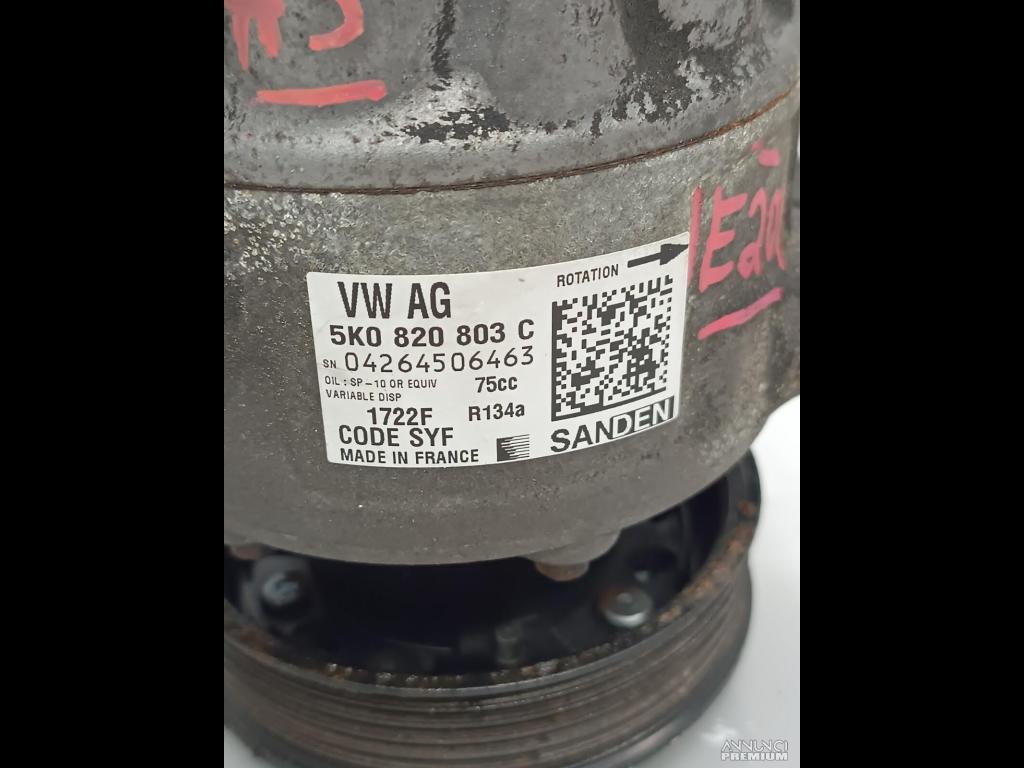 VW AG
5K0 820 803 C
SN 04264506463
OIL : SP-10 OR EQUIV 75cc
VARIABLE DISP
1722F R134a
CODE SYF
MADE IN FRANCE
ROTATION
SANDEN
ANNUNCI
PREMIUM